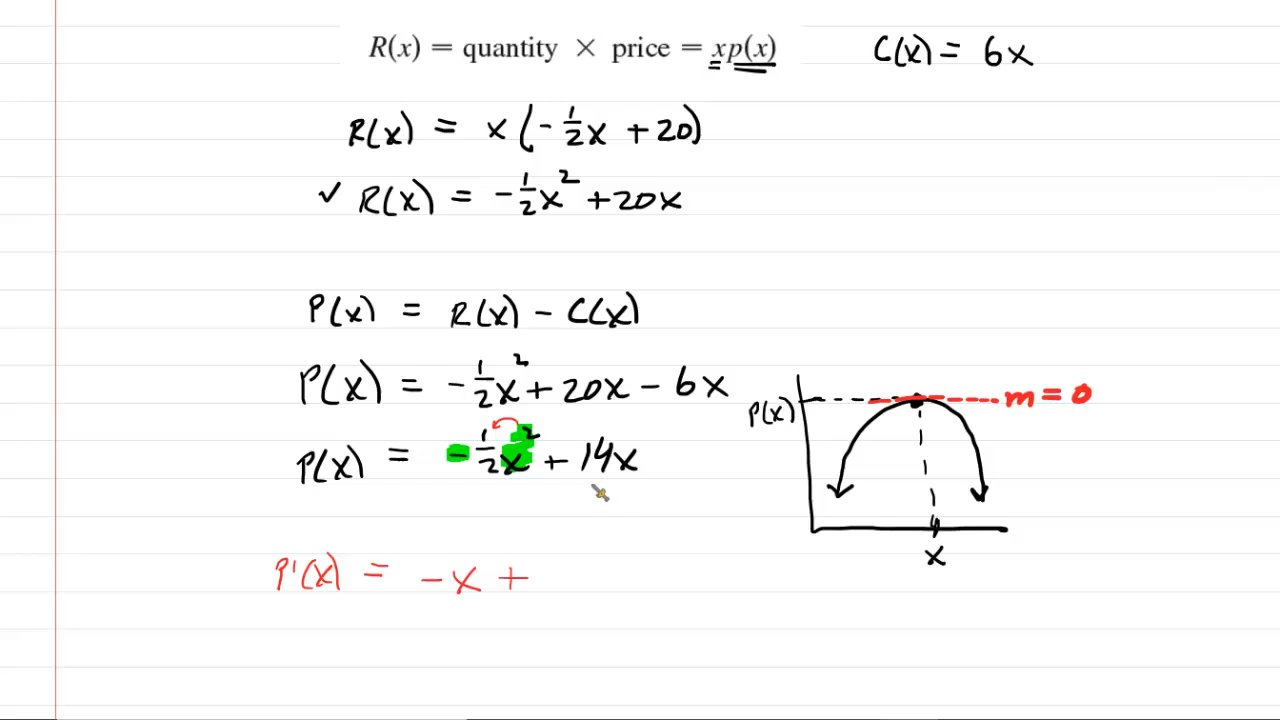 R(x) = quantity × price = xp(x)
C(x) = 6x
R(x) = x(-1/2x + 20)
✓ R(x) = -1/2x² + 20x
P(x) = R(x) - C(x)
P(x) = -1/2x² + 20x - 6x
P(x) = -1/2x² + 14x
P'(x) = -x +
P(x)
m = 0
x